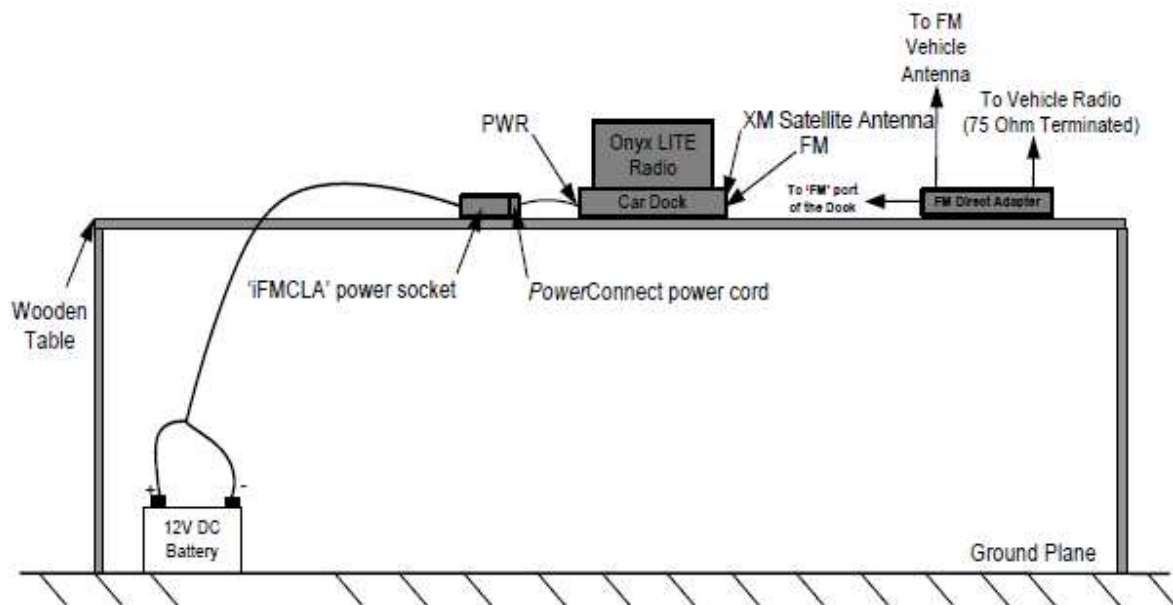 To FM
Vehicle
Antenna
To Vehicle Radio
(75 Ohm Terminated)
PWR
Onyx LITE
Radio
XM Satellite Antenna
FM
Car Dock
To 'FM' port
of the Dook
FM Direct Adapter
'iFMCLA' power socket
PowerConnect power cord
Wooden
Table
+
-
12V DC
Battery
Ground Plane